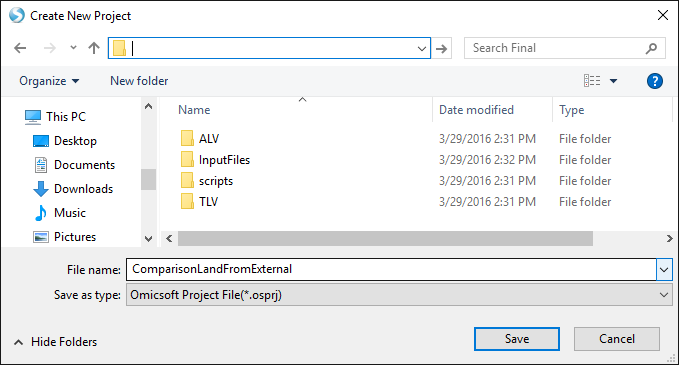 Create New Project
Search Final
Organize New folder
Name Date modified Type
This PC
Desktop
Documents
Downloads
Music
Pictures
ALV 3/29/2016 2:31 PM File folder
InputFiles 3/29/2016 2:32 PM File folder
scripts 3/29/2016 2:31 PM File folder
TLV 3/29/2016 2:31 PM File folder
File name: ComparisonLandFromExternal
Save as type: Omicsoft Project File(*.osprj)
Hide Folders Save Cancel